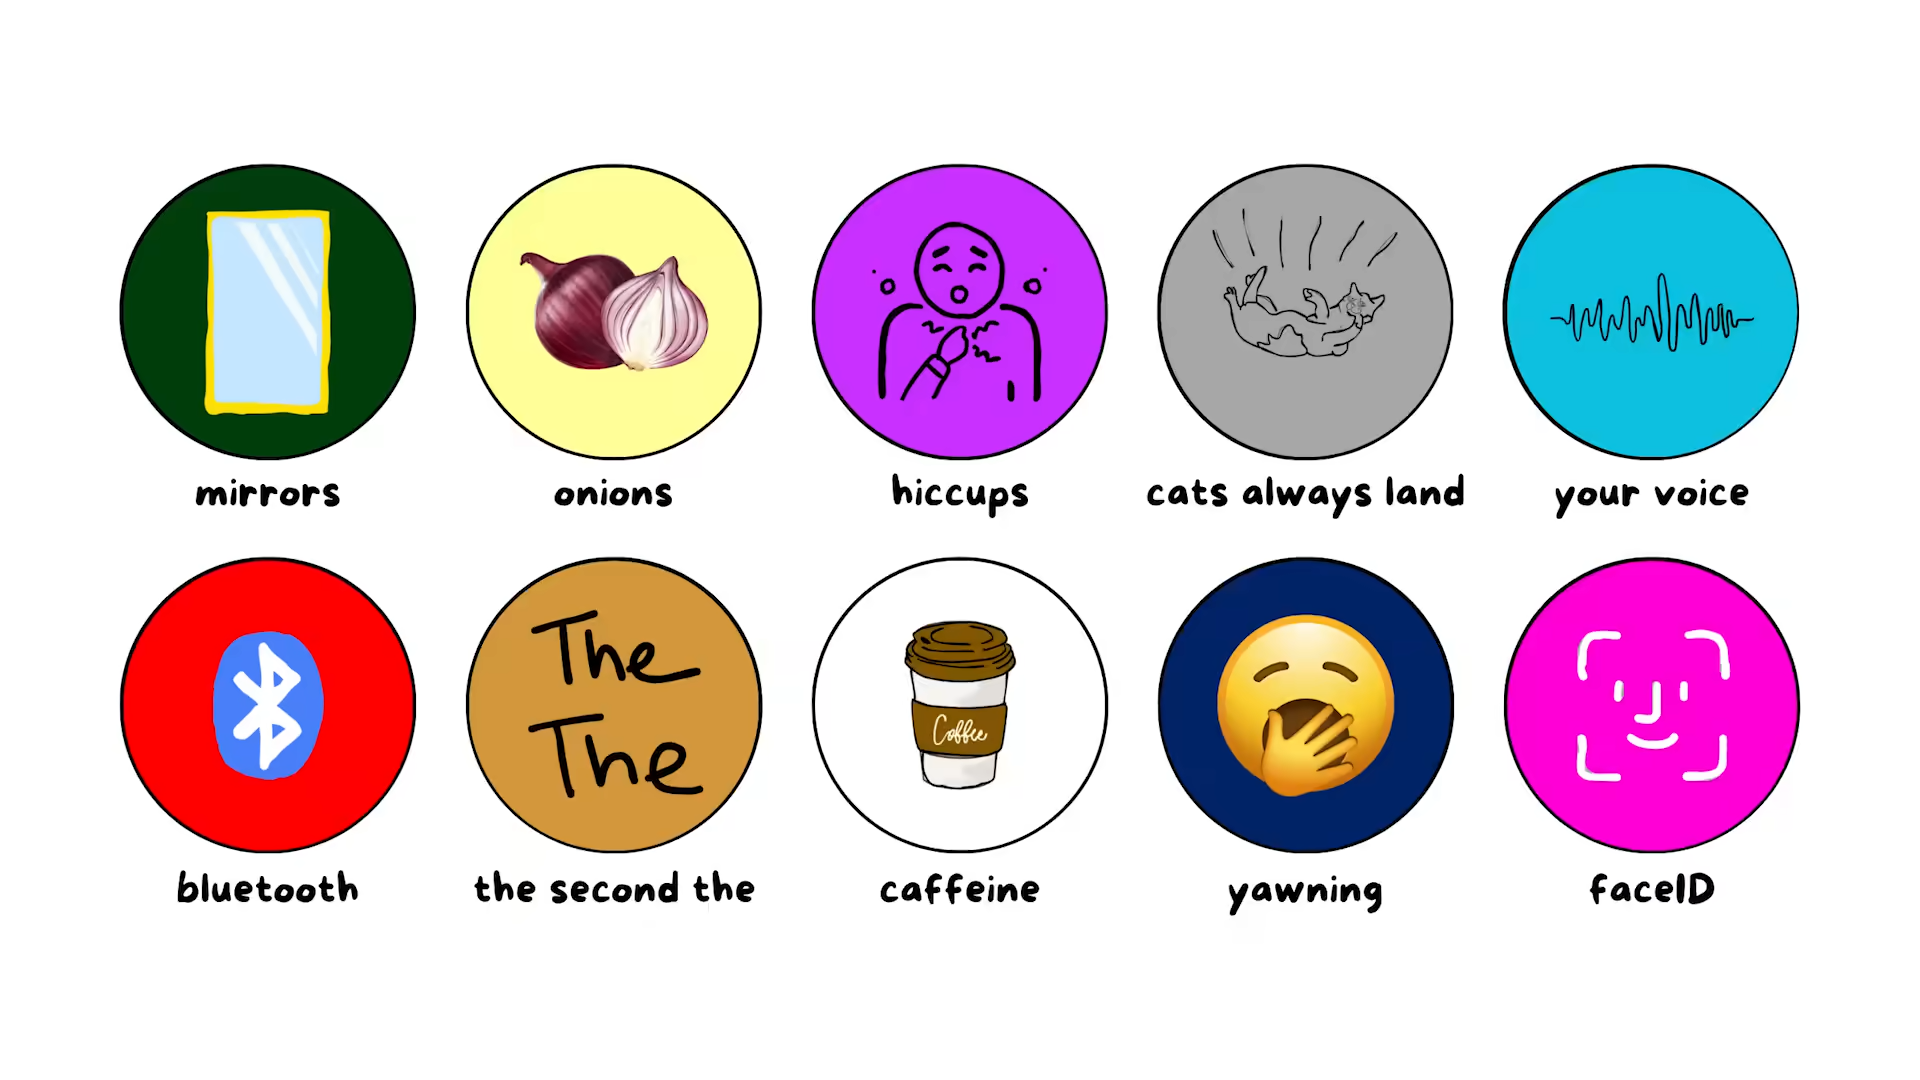 mirrors
onions
hiccups
cats always land
your voice
The
The
Coffee
bluetooth
the second the
caffeine
yawning
faceID